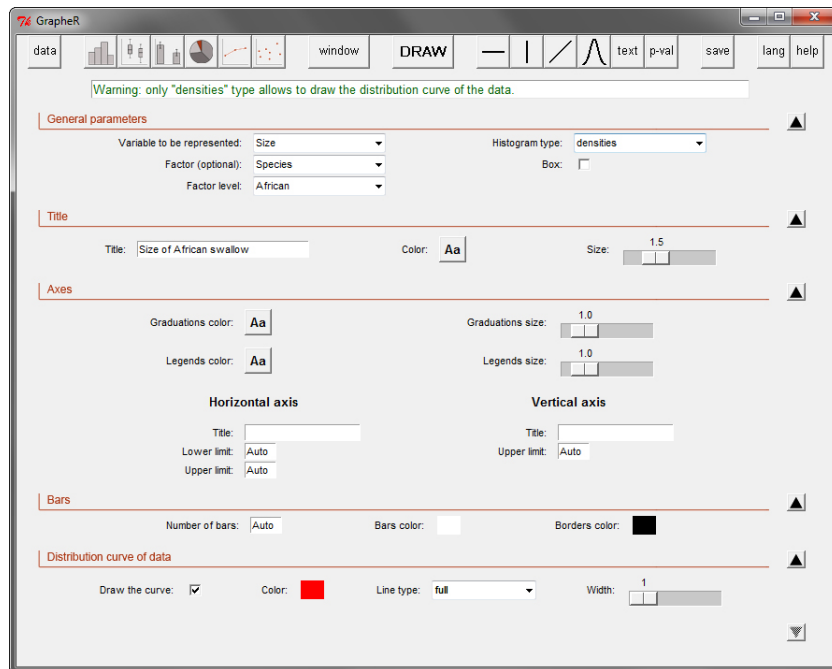 GrapheR
data window DRAW text p-val save lang help
Warning: only "densities" type allows to draw the distribution curve of the data.
General parameters
Variable to be represented: Size Histogram type: densities
Factor (optional): Species Box:
Factor level: African
Title
1.5
Title: Size of African swallow Color: Aa Size:
Axes
1.0
Graduations color: Aa Graduations size:
1.0
Legends color: Aa Legends size:
Horizontal axis Vertical axis
Title: Title:
Lower limit: Auto Upper limit: Auto
Upper limit: Auto
Bars
Number of bars: Auto Bars color: Borders color:
Distribution curve of data
1
Draw the curve: Color: Line type: full Width: